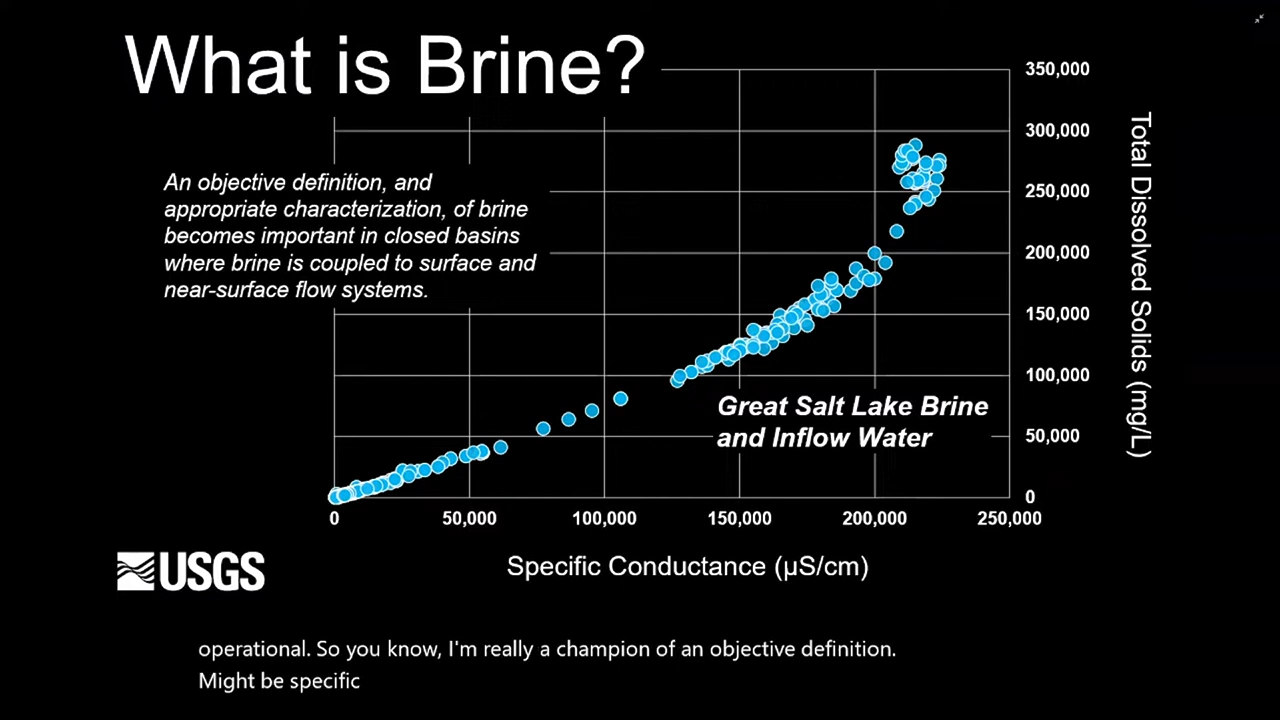 What is Brine?
An objective definition, and
appropriate characterization, of brine
becomes important in closed basins
where brine is coupled to surface and
near-surface flow systems.
350,000
300,000
250,000
200,000
150,000
100,000
50,000
0
Total Dissolved Solids (mg/L)
Great Salt Lake Brine
and Inflow Water
0 50,000 100,000 150,000 200,000 250,000
Specific Conductance (µS/cm)
USGS
operational. So you know, I'm really a champion of an objective definition.
Might be specific